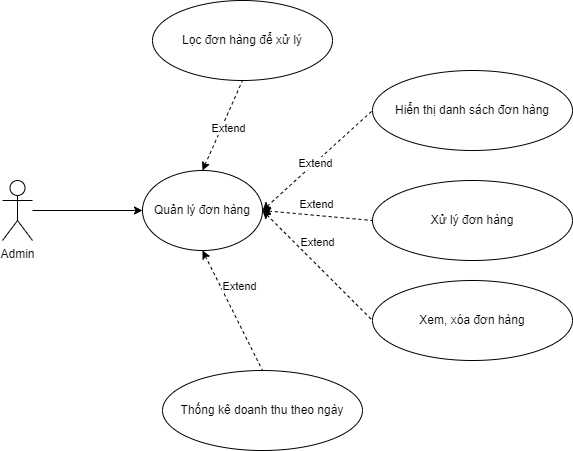 Lọc đơn hàng để xử lý
Extend
Hiển thị danh sách đơn hàng
Extend
Quản lý đơn hàng
Extend
Xử lý đơn hàng
Extend
Admin
Extend
Xem, xóa đơn hàng
Thống kê doanh thu theo ngày